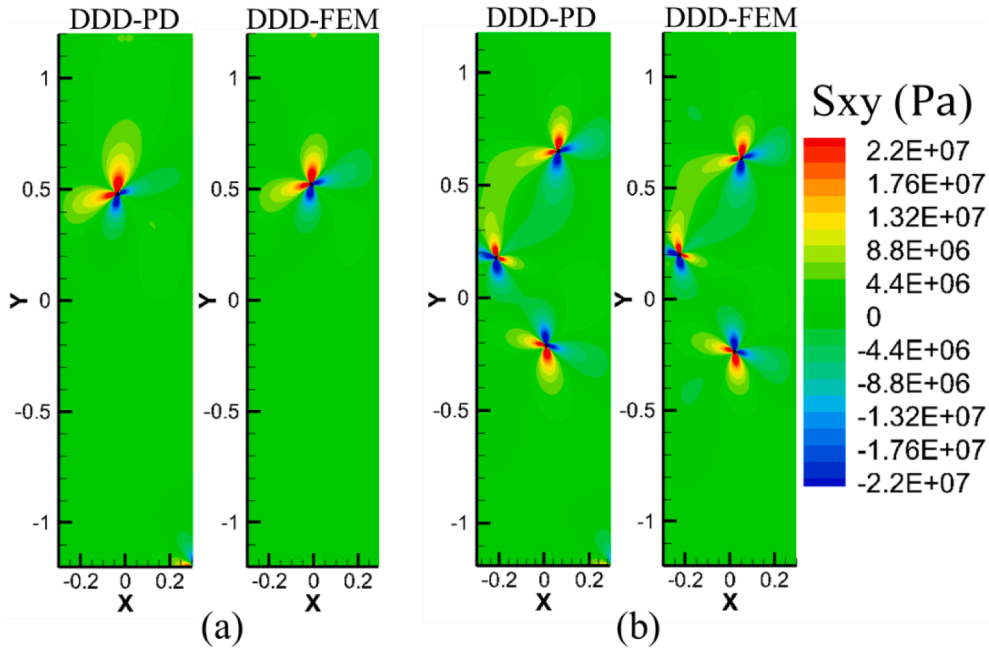 DDD-PD DDD-FEM DDD-PD DDD-FEM
Sxy (Pa)
2.2E+07
1.76E+07
1.32E+07
8.8E+06
4.4E+06
0
-4.4E+06
-8.8E+06
-1.32E+07
-1.76E+07
-2.2E+07
1 1 1 1
0.5 0.5 0.5 0.5
Y 0 Y 0 Y 0 Y 0
-0.5 -0.5 -0.5 -0.5
-1 -1 -1 -1
-0.2 0 0.2 -0.2 0 0.2 -0.2 0 0.2 -0.2 0 0.2
X X X X
(a) (b)